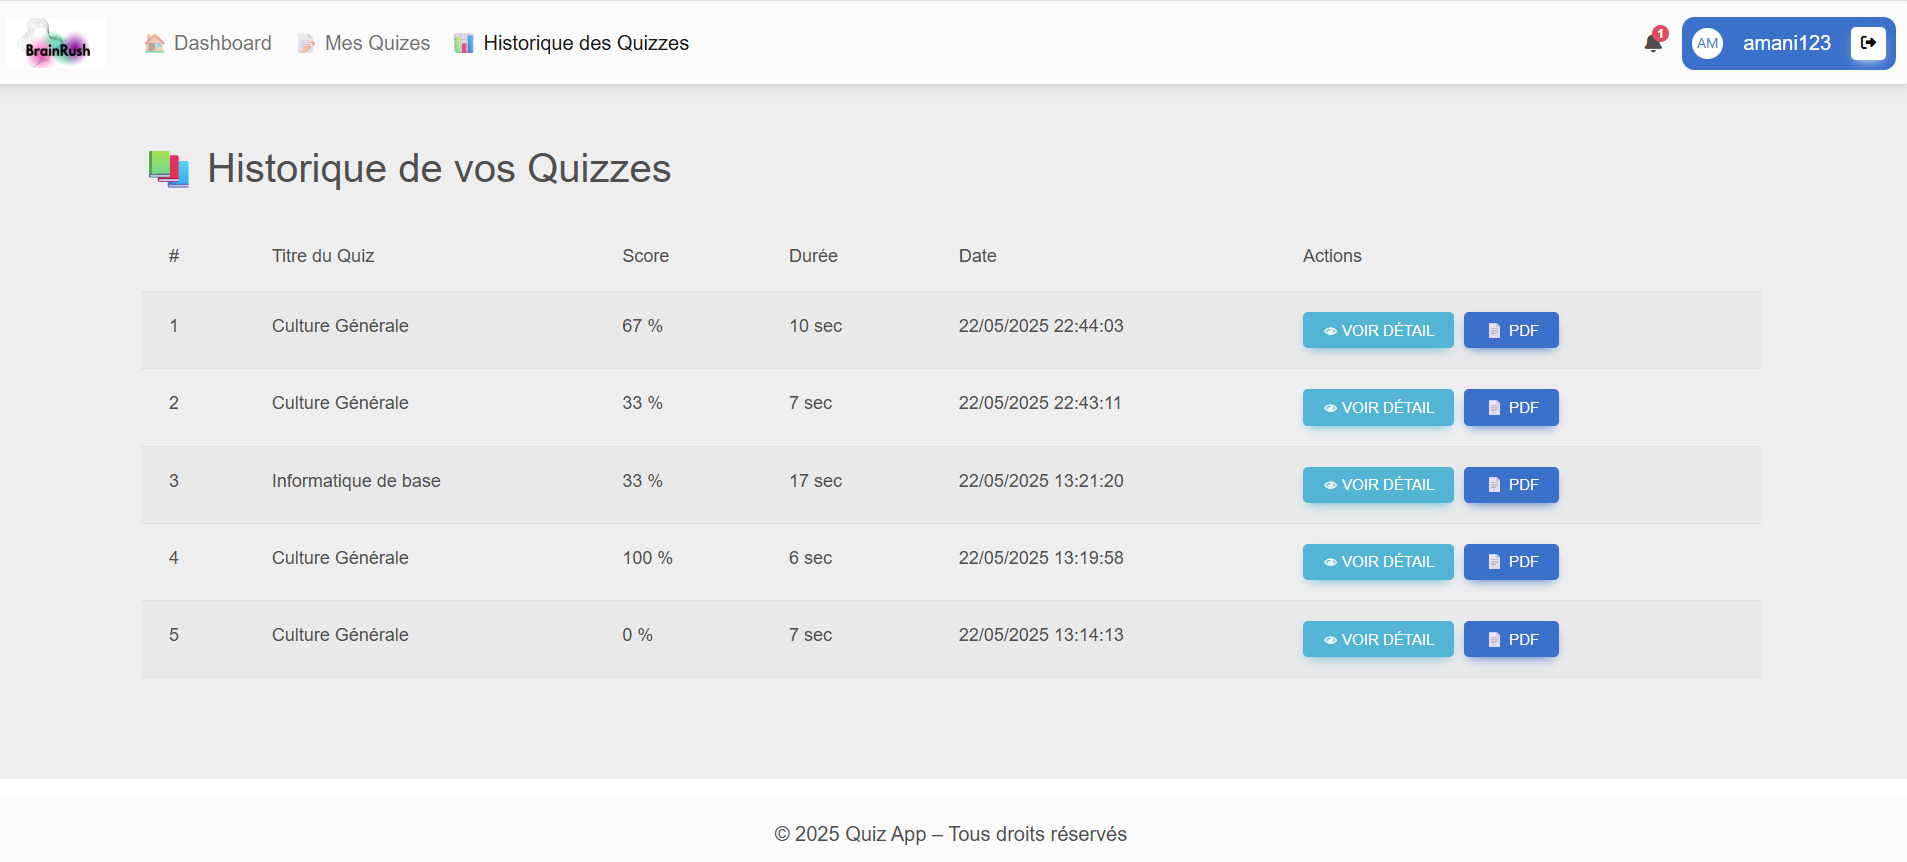 BrainRush Dashboard Mes Quizes Historique des Quizzes 1 AM amani123
Historique de vos Quizzes
# Titre du Quiz Score Durée Date Actions
1 Culture Générale 67 % 10 sec 22/05/2025 22:44:03 VOIR DÉTAIL PDF
2 Culture Générale 33 % 7 sec 22/05/2025 22:43:11 VOIR DÉTAIL PDF
3 Informatique de base 33 % 17 sec 22/05/2025 13:21:20 VOIR DÉTAIL PDF
4 Culture Générale 100 % 6 sec 22/05/2025 13:19:58 VOIR DÉTAIL PDF
5 Culture Générale 0 % 7 sec 22/05/2025 13:14:13 VOIR DÉTAIL PDF
© 2025 Quiz App – Tous droits réservés